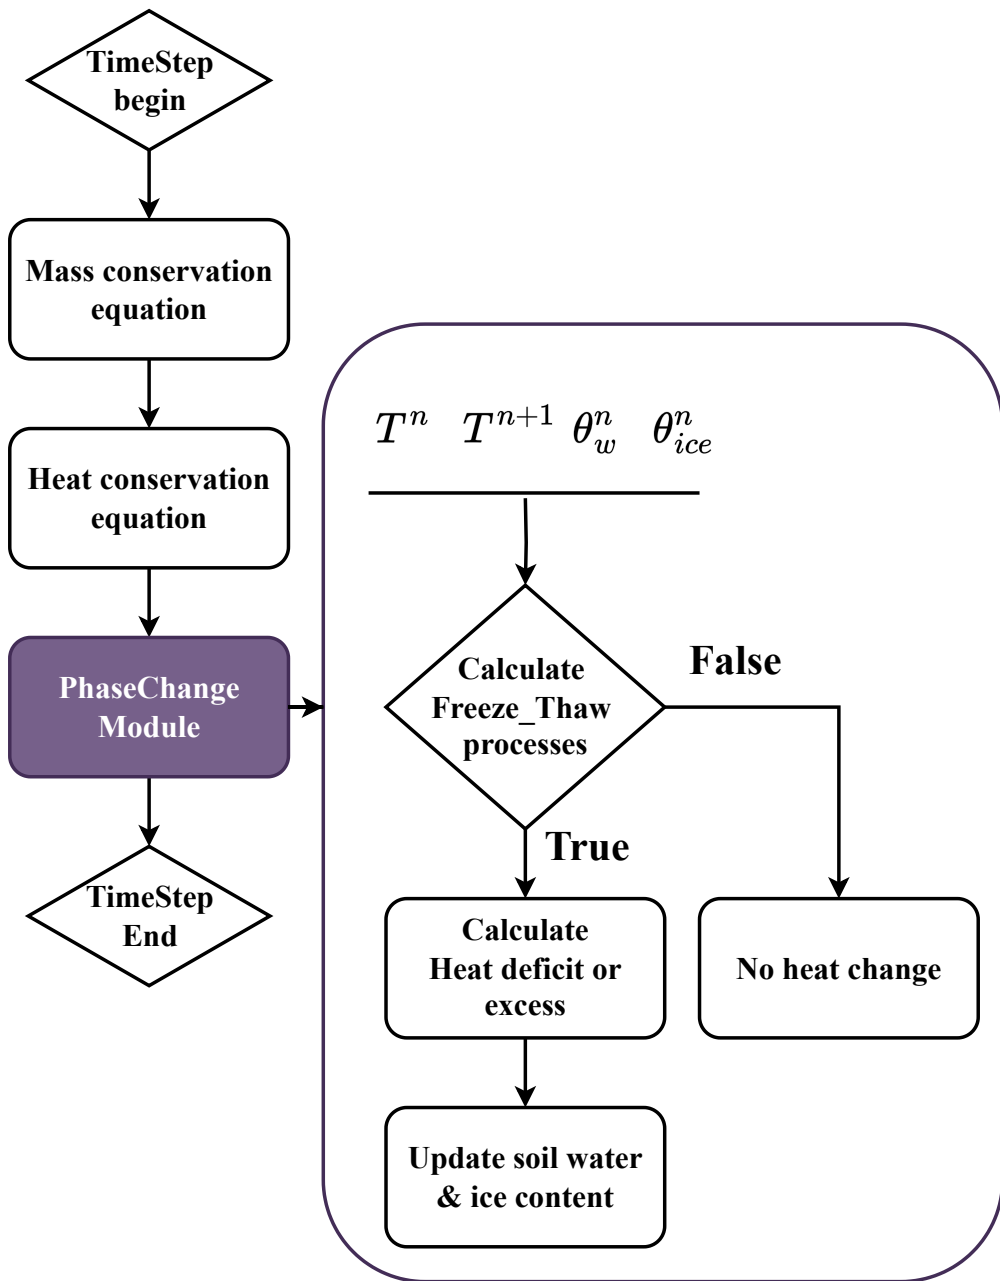 TimeStep
begin
Mass conservation
equation
Heat conservation
equation
PhaseChange
Module
TimeStep
End
T^n T^{n+1} θ_w^n θ_{ice}^n
Calculate
Freeze_Thaw
processes
False
True
Calculate
Heat deficit or
excess
No heat change
Update soil water
& ice content